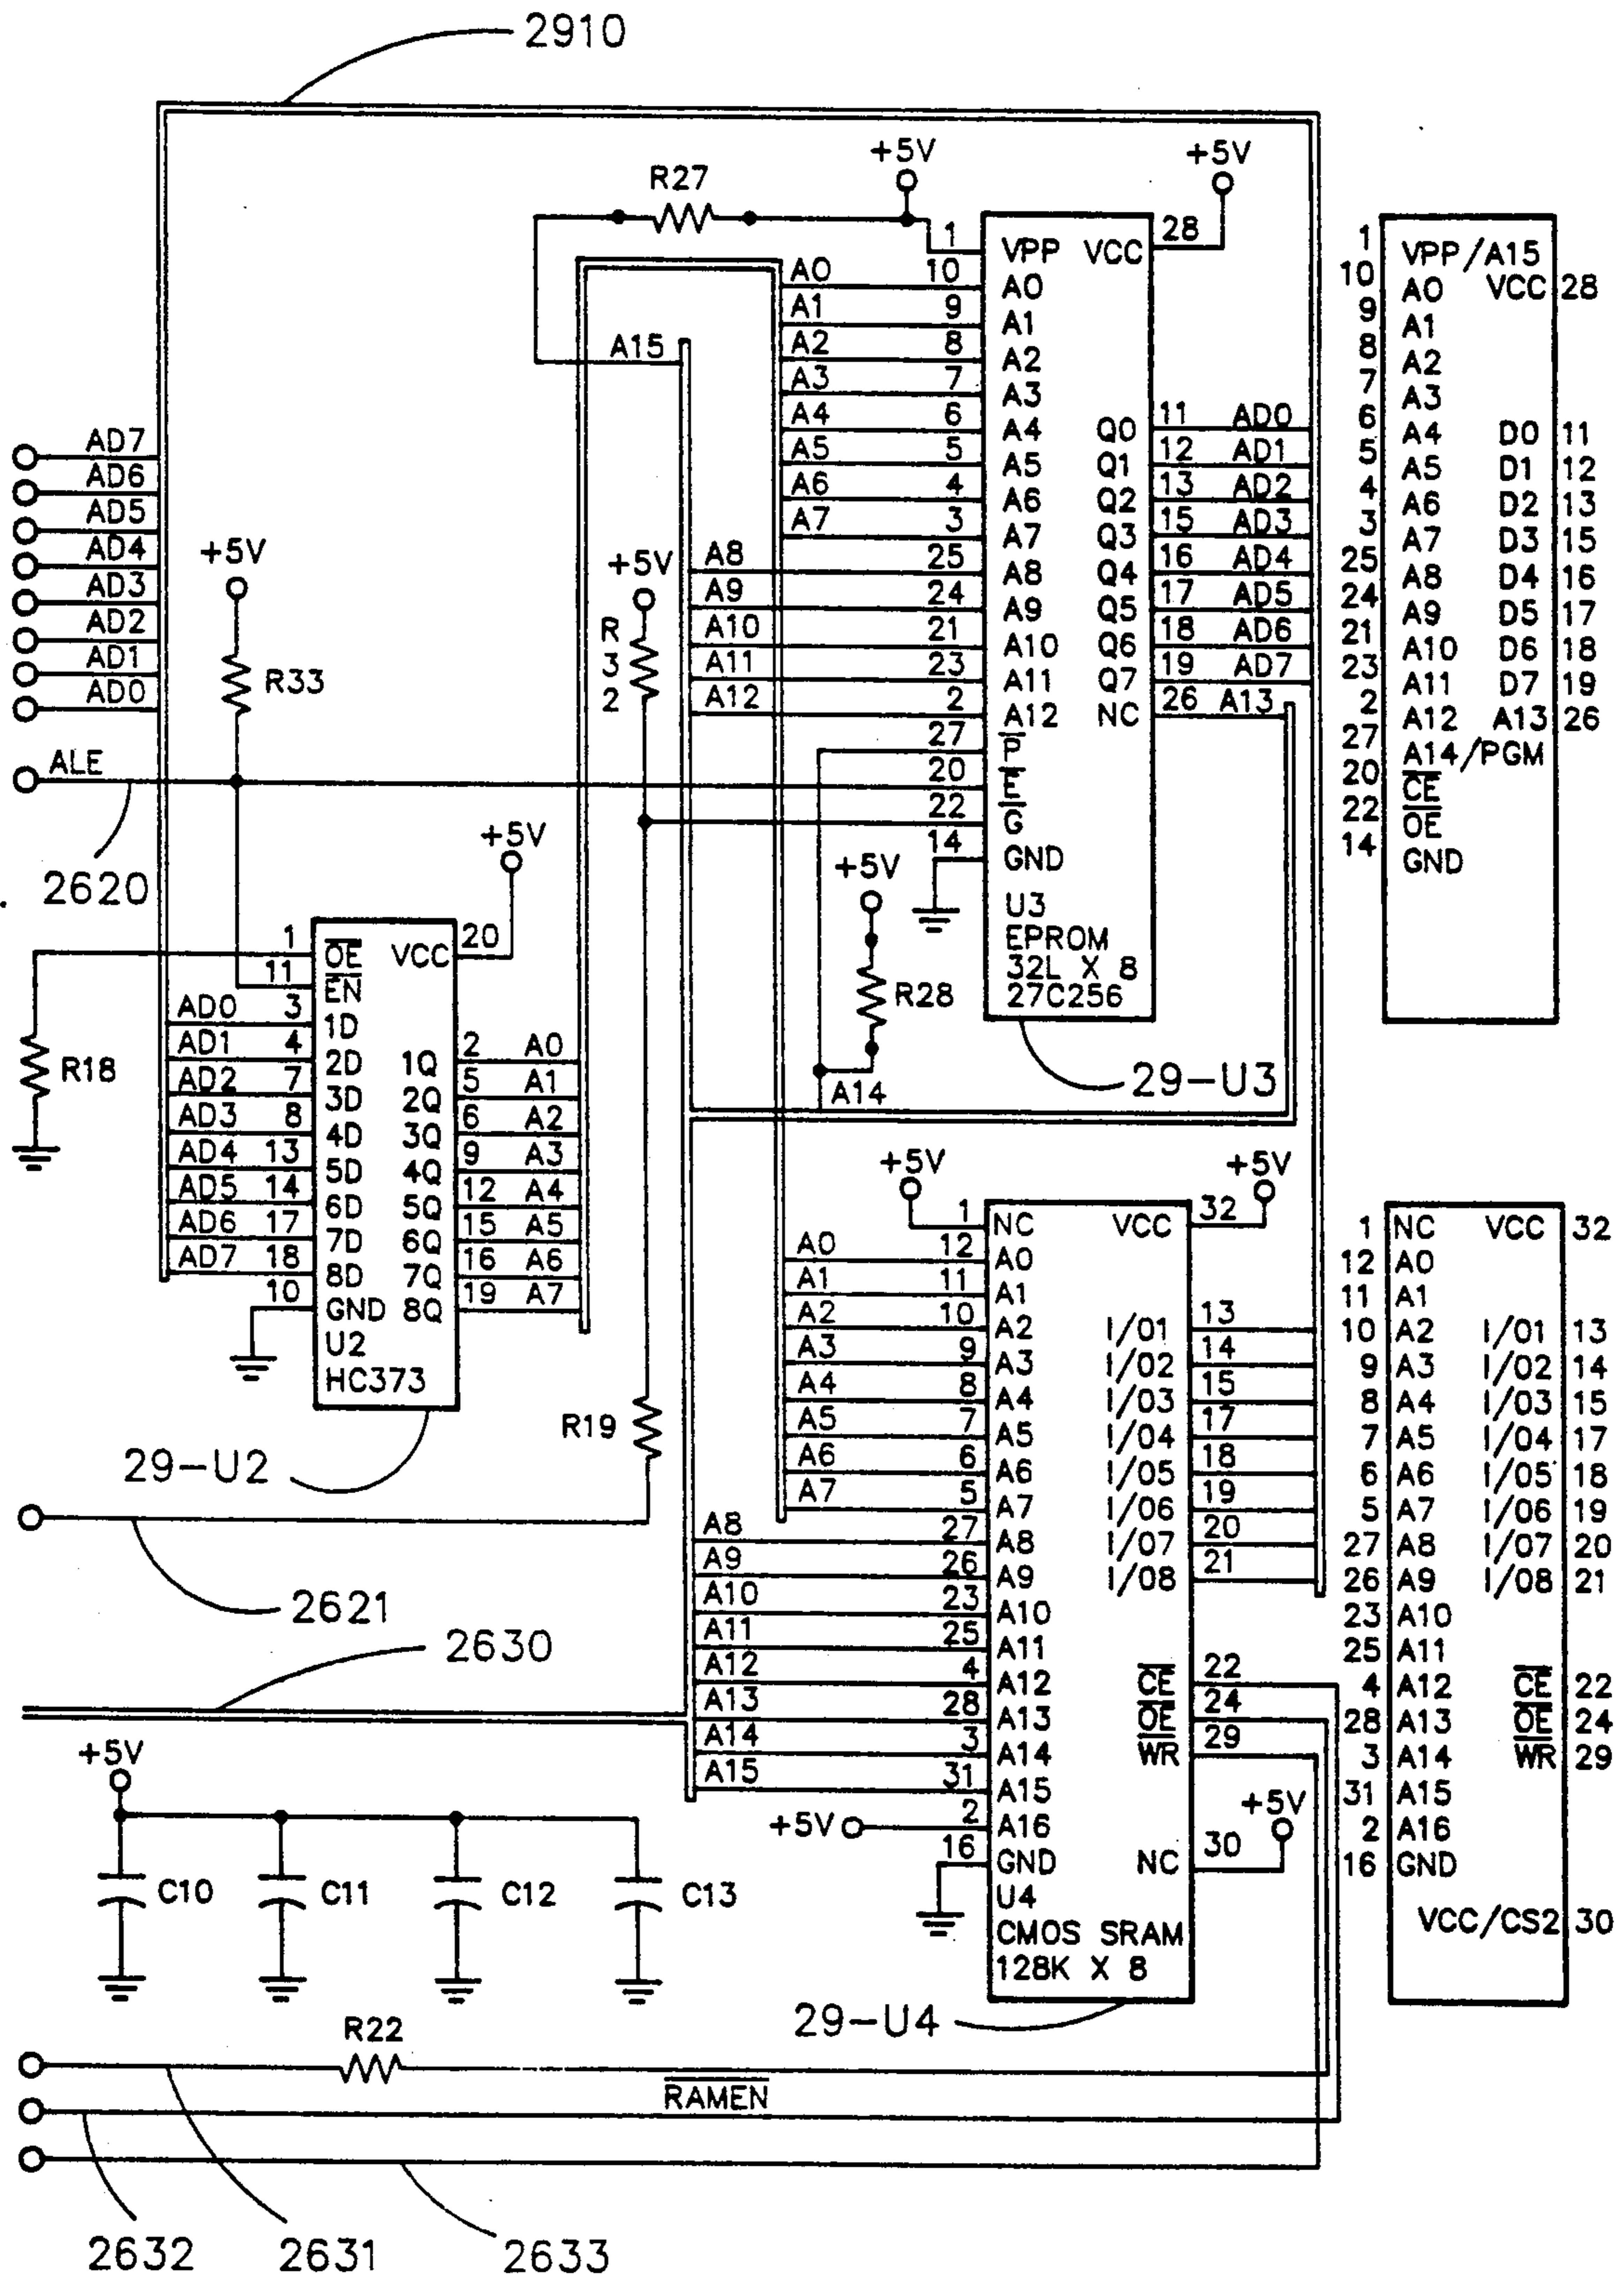 2910
+5V
+5V
R27
1 VPP VCC 28
A0 10 A0
A1 9 A1
A2 8 A2
A15
A3 7 A3
A4 6 A4 Q0 11 AD0
A5 5 A5 Q1 12 AD1
A6 4 A6 Q2 13 AD2
A7 3 A7 Q3 15 AD3
A8 25 A8 Q4 16 AD4
A9 24 A9 Q5 17 AD5
A10 21 A10 Q6 18 AD6
A11 23 A11 Q7 19 AD7
A12 2 A12 NC 26 A13
27 P
20 E
22 G
14 GND
U3
EPROM
32L X 8
27C256
29-U3
1 VPP/A15
10 A0 VCC 28
9 A1
8 A2
7 A3
6 A4 D0 11
5 A5 D1 12
4 A6 D2 13
3 A7 D3 15
25 A8 D4 16
24 A9 D5 17
21 A10 D6 18
23 A11 D7 19
2 A12 A13 26
27 A14/PGM
20 CE
22 OE
14 GND
AD7
AD6
AD5
AD4
AD3
AD2
AD1
AD0
+5V
R33
+5V
R
3
2
ALE
2620
+5V
+5V
R28
A14
R18
1 OE VCC 20
11 EN
AD0 3 1D
AD1 4 2D 1Q 2 A0
AD2 7 3D 2Q 5 A1
AD3 8 4D 3Q 6 A2
AD4 13 5D 4Q 9 A3
AD5 14 6D 5Q 12 A4
AD6 17 7D 6Q 15 A5
AD7 18 8D 7Q 16 A6
10 GND 8Q 19 A7
U2
HC373
29-U2
R19
2621
2630
+5V
+5V
1 NC VCC 32
A0 12 A0
A1 11 A1
A2 10 A2 I/01 13
A3 9 A3 I/02 14
A4 8 A4 I/03 15
A5 7 A5 I/04 17
A6 6 A6 I/05 18
A7 5 A7 I/06 19
A8 27 A8 I/07 20
A9 26 A9 I/08 21
A10 23 A10
A11 25 A11
A12 4 A12 CE 22
A13 28 A13 OE 24
A14 3 A14 WR 29
A15 31 A15
+5V 2 A16 +5V
16 GND NC 30
U4
CMOS SRAM
128K X 8
29-U4
1 NC VCC 32
12 A0
11 A1
10 A2 I/01 13
9 A3 I/02 14
8 A4 I/03 15
7 A5 I/04 17
6 A6 I/05 18
5 A7 I/06 19
27 A8 I/07 20
26 A9 I/08 21
23 A10
25 A11
4 A12 CE 22
28 A13 OE 24
3 A14 WR 29
31 A15
2 A16
16 GND
VCC/CS2 30
+5V
C10 C11 C12 C13
R22
RAMEN
2632 2631 2633